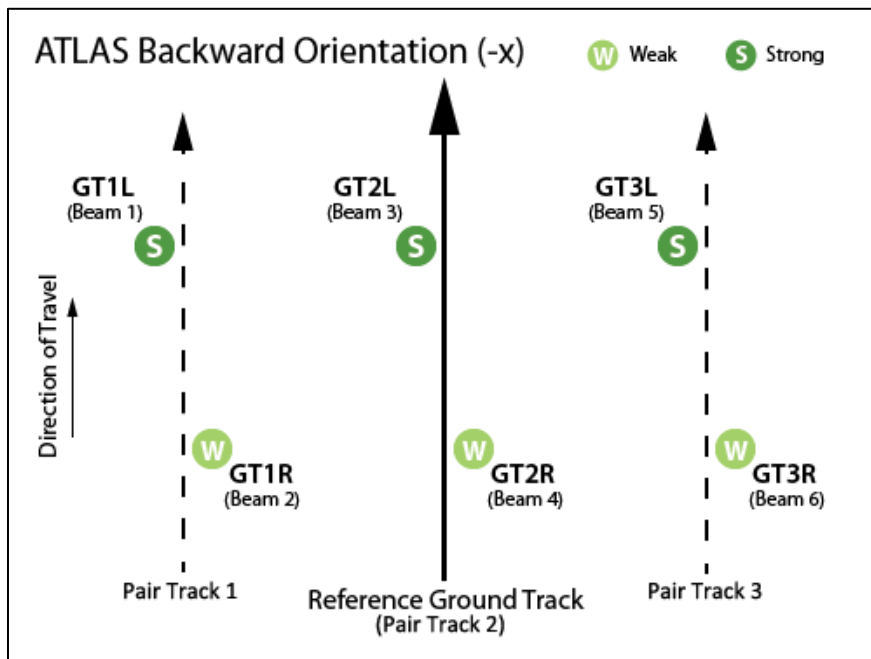 ATLAS Backward Orientation (-x)
W Weak
S Strong
GT1L
(Beam 1)
S
GT2L
(Beam 3)
S
GT3L
(Beam 5)
S
Direction of Travel
W
GT1R
(Beam 2)
W
GT2R
(Beam 4)
W
GT3R
(Beam 6)
Pair Track 1
Reference Ground Track
(Pair Track 2)
Pair Track 3